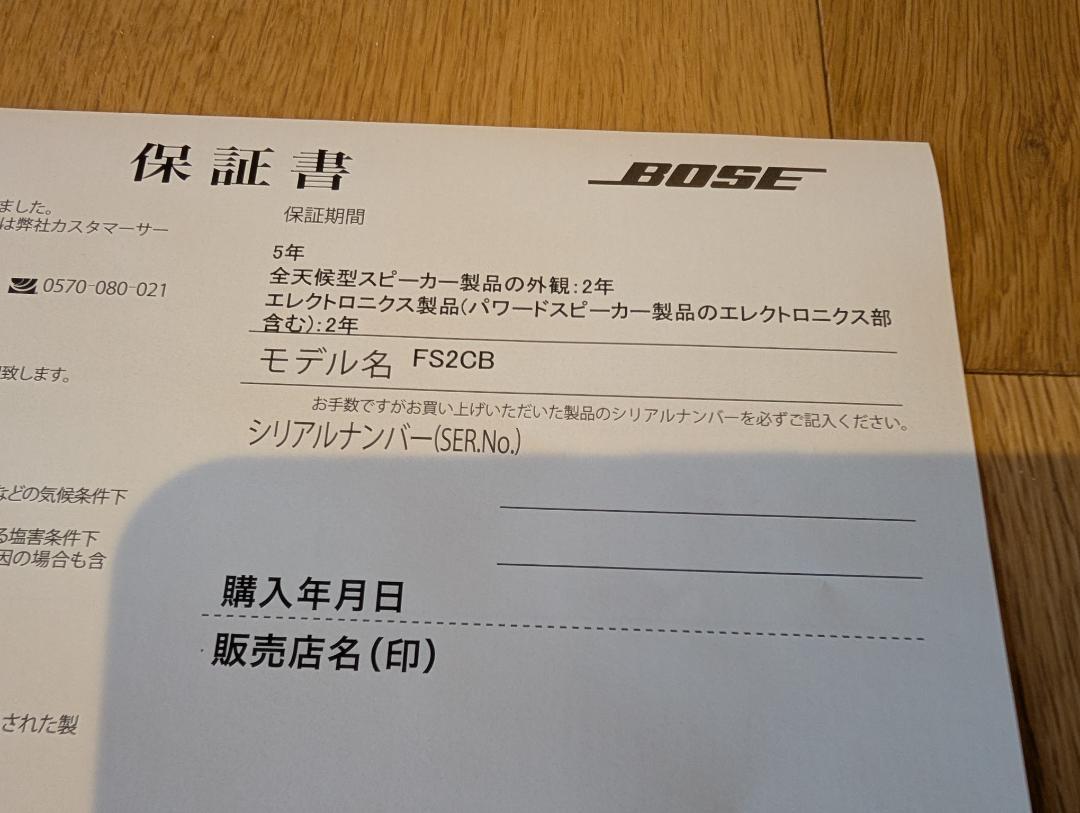 保証書
BOSE
ました。
は弊社カスタマーサー
0570-080-021
致します。
などの気候条件下
る塩害条件下
因の場合も含
された製
保証期間
5年
全天候型スピーカー製品の外観:2年
エレクトロニクス製品(パワードスピーカー製品のエレクトロニクス部
含む):2年
モデル名 FS2CB
お手数ですがお買い上げいただいた製品のシリアルナンバーを必ずご記入ください。
シリアルナンバー(SER.No.)
購入年月日
販売店名(印)